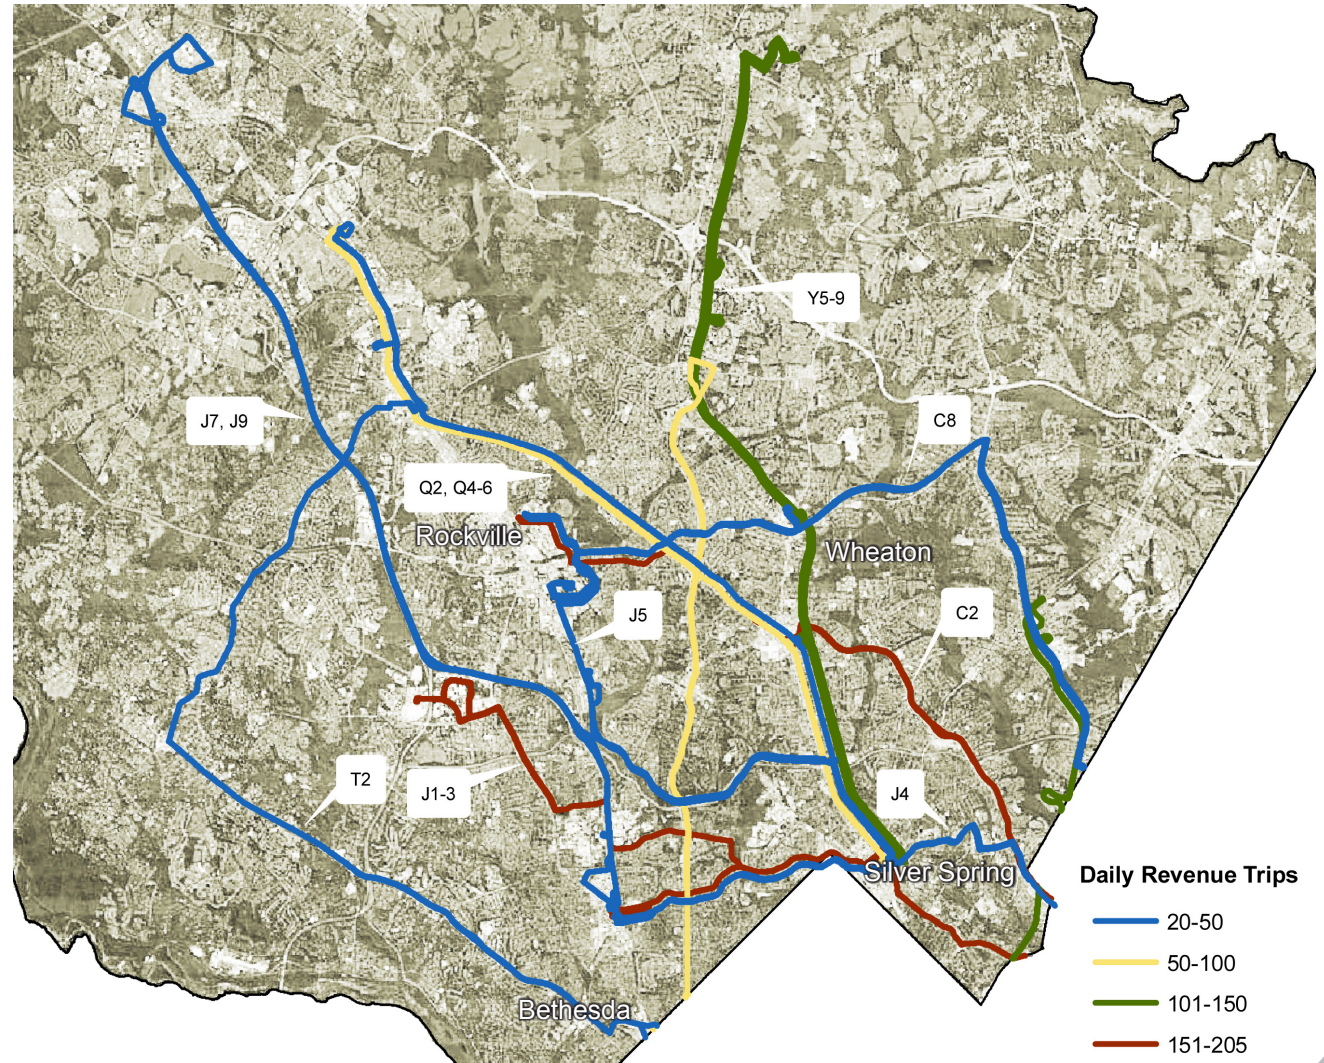 Y5-9
J7, J9
C8
Q2, Q4-6
Rockville
Wheaton
J5
C2
T2
J1-3
J4
Silver Spring
Daily Revenue Trips
20-50
50-100
101-150
151-205
Bethesda